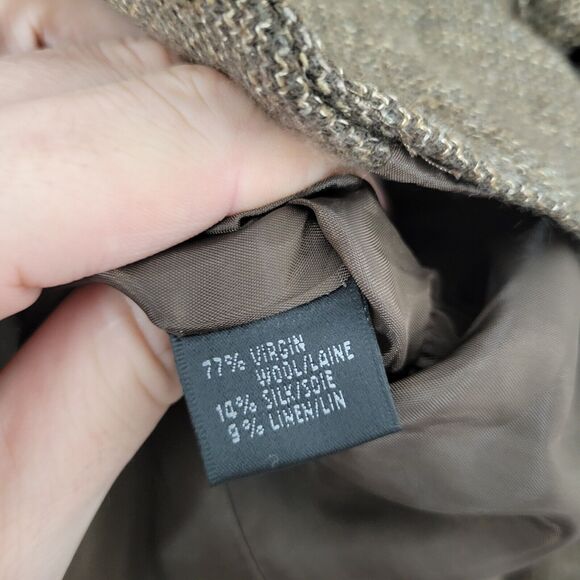 77% VIRGIN
WOOL/LAINE
14% SILK/SOIE
9% LINEN/LIN